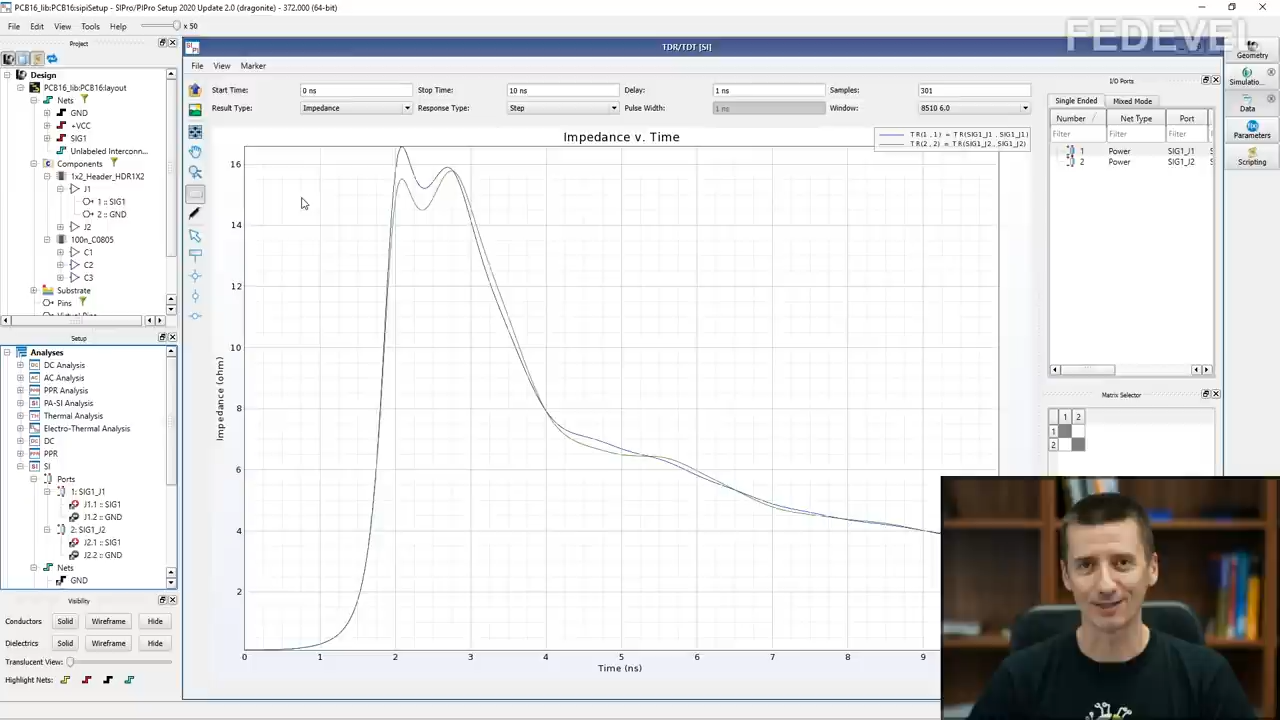 PCB16_lib:PCB16:sipiSetup - SIPro/PIPro Setup 2020 Update 2.0 (dragonite) - 372.000 (64-bit)
File Edit View Tools Help x 50
FEDEVEL
Project
Design
PCB16_lib:PCB16:layout
Nets
GND
+VCC
SIG1
Unlabeled Interconn...
Components
1x2_Header_HDR1X2
J1
1 :: SIG1
2 :: GND
J2
100n_C0805
C1
C2
C3
Substrate
Pins
Setup
Analyses
DC Analysis
AC Analysis
PPR Analysis
PA-SI Analysis
Thermal Analysis
Electro-Thermal Analysis
DC
PPR
SI
Ports
1: SIG1_J1
J1.1 :: SIG1
J1.2 :: GND
2: SIG1_J2
J2.1 :: SIG1
J2.2 :: GND
Nets
GND
Visibility
Conductors Solid Wireframe Hide
Dielectrics: Solid Wireframe Hide
Translucent View:
Highlight Nets:
TDR/TDT [SI]
File View Marker
Start Time: 0 ns Stop Time: 10 ns Delay: 1 ns Samples: 301
Result Type: Impedance Response Type: Step Pulse Width: 1 ns Window: 8510 6.0
Impedance v. Time
TR(1 , 1) = TR(SIG1_J1 , SIG1_J1)
TR(2 , 2) = TR(SIG1_J2 , SIG1_J2)
16
14
12
10
8
6
4
2
Impedance (ohm)
0 1 2 3 4 5 6 7 8 9
Time (ns)
I/O Ports
Single Ended Mixed Mode
Number Net Type Port
Filter Filter Filter
1 Power SIG1_J1
2 Power SIG1_J2
Matrix Selector
1 2
1
2
Geometry
Simulatio...
Data
Parameters
Scripting